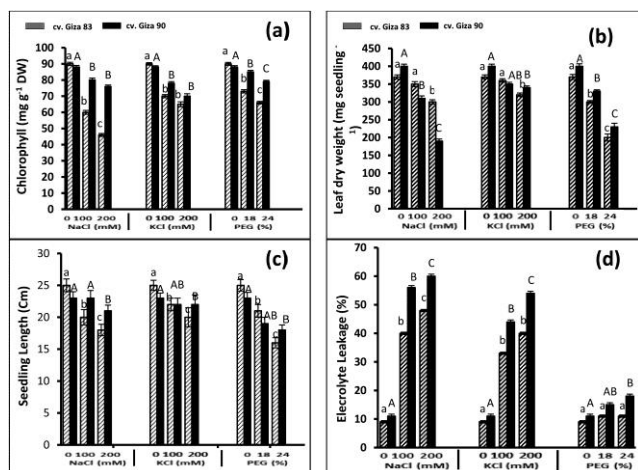 cv. Giza 83 cv. Giza 90
(a)
Chlorophyll (mg g-1 DW)
100
90
80
70
60
50
40
30
20
10
0
a A b B c B a A b B b B a A b B c C
0 100 200 0 100 200 0 18 24
NaCl (mM) KCl (mM) PEG (%)
cv. Giza 83 cv. Giza 90
(b)
Leaf dry weight (mg seedling-
1)
450
400
350
300
250
200
150
100
50
0
a A a B b C a A a AB b B a A b B c B
0 100 200 0 100 200 0 18 24
NaCl (mM) KCl (mM) PEG (%)
(c)
Seedling Length (Cm)
30
25
20
15
10
5
0
a A b A c B a A b AB c B a A b AB c B
0 100 200 0 100 200 0 18 24
NaCl (mM) KCl (mM) PEG (%)
(d)
Elecrolyte Leakage (%)
70
60
50
40
30
20
10
0
a A b B c C a A b B b C a A a AB a B
0 100 200 0 100 200 0 18 24
NaCl (mM) KCl (mM) PEG (%)